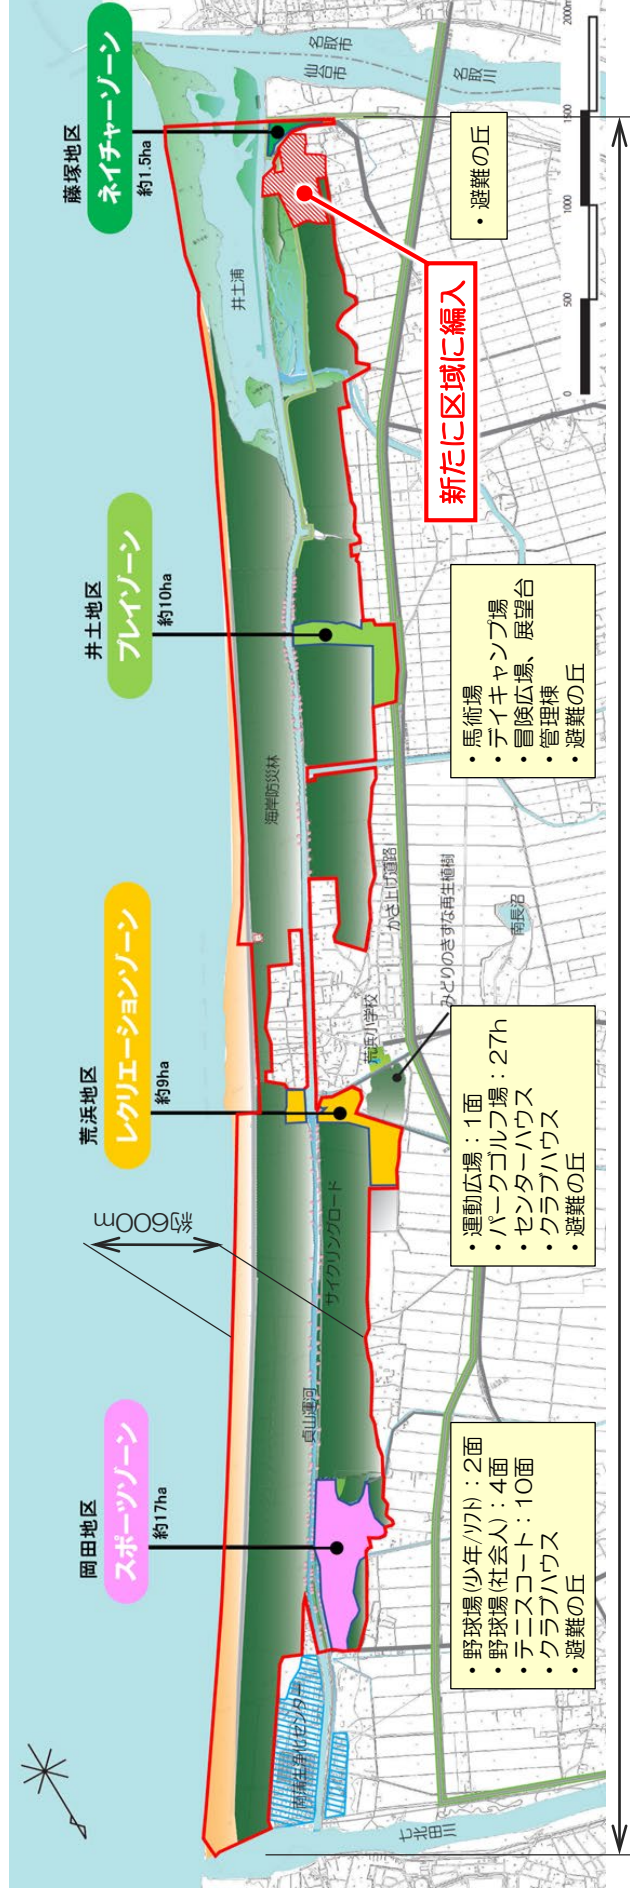 岡田地区
スポーツゾーン
約17ha
荒浜地区
レクリエーションゾーン
約9ha
井土地区
プレイゾーン
約10ha
藤塚地区
ネイチャーゾーン
約1.5ha
約600m
南蒲生浄化センター
七北田川
貞山運河
サイクリングロード
海岸防災林
井土浦
荒浜小学校
みどりのきずな再生植樹
かさ上げ道路
南長沼
名取市
仙台市
名取川
新たに区域に編入
・野球場(少年/ソフト)：2面
・野球場(社会人)：4面
・テニスコート：10面
・クラブハウス
・避難の丘
・運動広場：1面
・パークゴルフ場：27h
・センターハウス
・クラブハウス
・避難の丘
・馬術場
・デイキャンプ場
・冒険広場、展望台
・管理棟
・避難の丘
・避難の丘
0
500
1000
1500
2000m